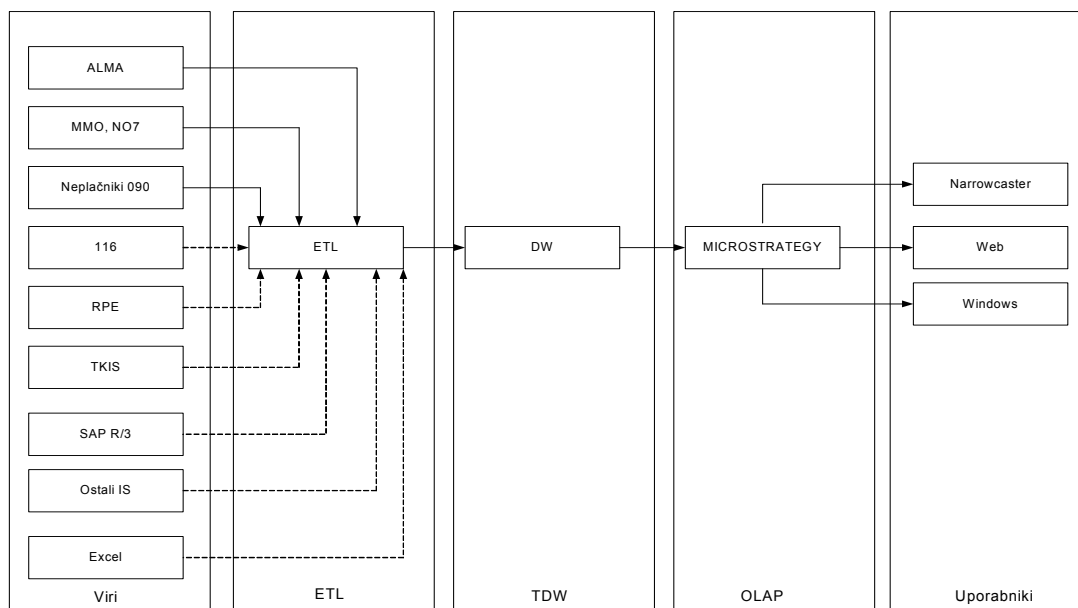 ALMA
MMO, NO7
Neplačniki 090
116
RPE
TKIS
SAP R/3
Ostali IS
Excel
Viri
ETL
ETL
DW
TDW
MICROSTRATEGY
OLAP
Narrowcaster
Web
Windows
Uporabniki